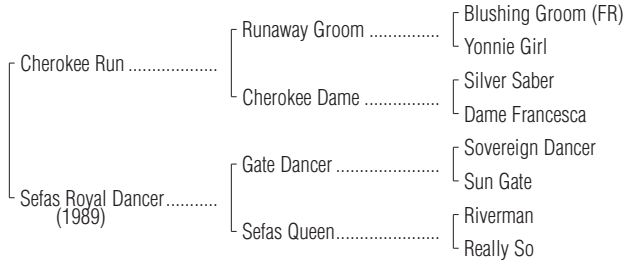 Blushing Groom (FR)
Runaway Groom ................
Yonnie Girl
Cherokee Run ....................
Silver Saber
Cherokee Dame .................
Dame Francesca
Sovereign Dancer
Gate Dancer .......................
Sun Gate
Sefas Royal Dancer...........
(1989)
Riverman
Sefas Queen.......................
Really So